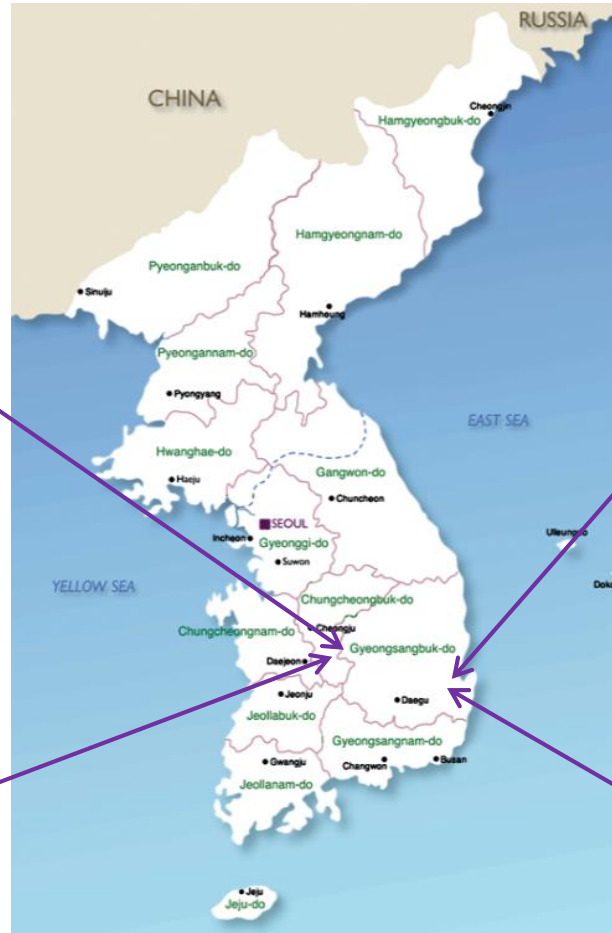 RUSSIA
CHINA
Cheongjin
Hamgyeongbuk-do
Hamgyeongnam-do
Pyeonganbuk-do
Sinuiju
Hamheung
Pyeongannam-do
Pyongyang
EAST SEA
Hwanghae-do
Gangwon-do
Haeju
Chuncheon
SEOUL
Ulleungdo
Incheon
Gyeonggi-do
Suwon
YELLOW SEA
Dok
Chungcheongbuk-do
Cheongju
Chungcheongnam-do
Gyeongsangbuk-do
Daejeon
Jeonju
Daegu
Jeollabuk-do
Gyeongsangnam-do
Gwangju
Changwon
Busan
Jeollanam-do
Jeju
Jeju-do